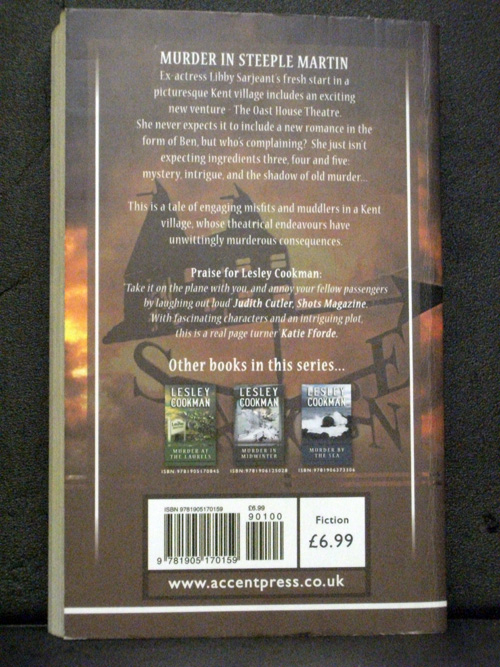 MURDER IN STEEPLE MARTIN
Ex-actress Libby Sarjeant's fresh start in a
picturesque Kent village includes an exciting
new venture - The Oast House Theatre.
She never expects it to include a new romance in the
form of Ben, but who's complaining? She just isn't
expecting ingredients three, four and five:
mystery, intrigue, and the shadow of old murder...
This is a tale of engaging misfits and muddlers in a Kent
village, whose theatrical endeavours have
unwittingly murderous consequences.
Praise for Lesley Cookman:
'Take it on the plane with you, and annoy your fellow passengers
by laughing out loud' Judith Cutler, Shots Magazine.
'With fascinating characters and an intriguing plot,
this is a real page turner' Katie Fforde.
Other books in this series...
LESLEY
COOKMAN
MURDER AT
THE LAURELS
LESLEY
COOKMAN
MURDER IN
MIDWINTER
LESLEY
COOKMAN
MURDER BY
THE SEA
ISBN 9781905170159 £6.99
90100
9 781905 170159
Fiction
£6.99
www.accentpress.co.uk